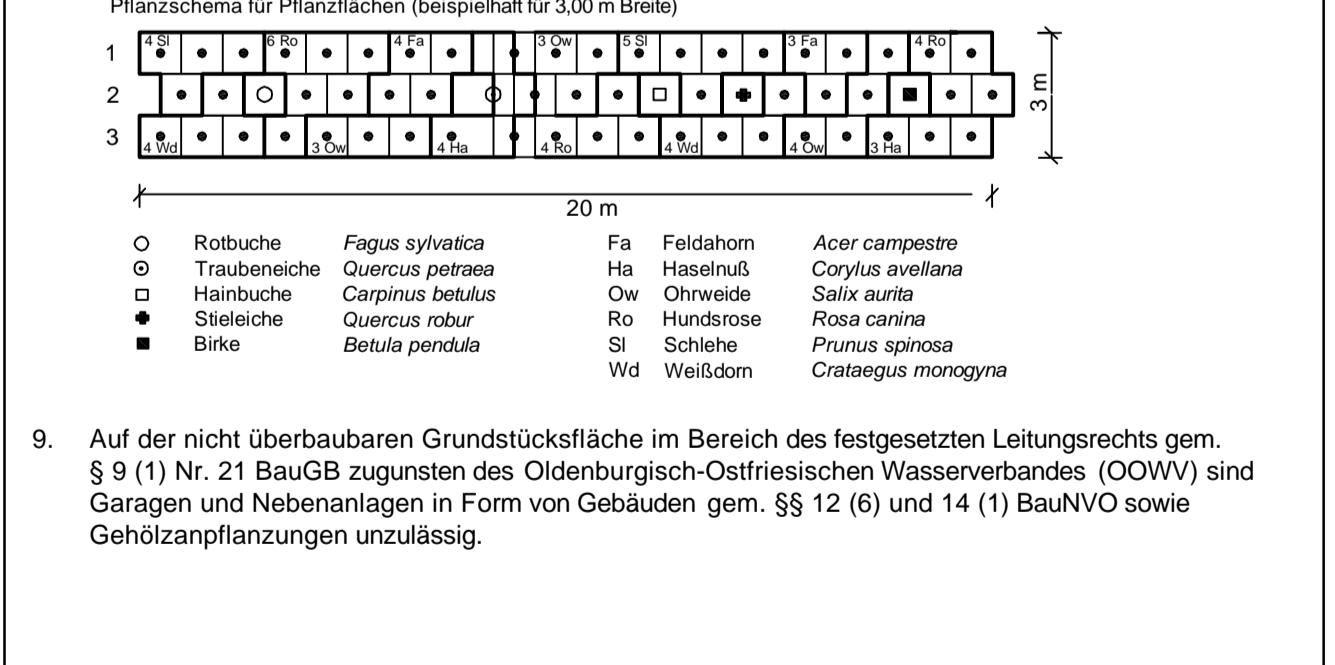 Pflanzschema für Pflanzflächen (beispielhaft für 3,00 m Breite)
1 4 Sl 6 Ro 4 Fa 3 Ow 5 Sl 3 Fa 4 Ro
2
3 4 Wd 3 Ow 4 Ha 4 Ro 4 Wd 4 Ow 3 Ha
3 m
20 m
Rotbuche Fagus sylvatica Fa Feldahorn Acer campestre
Traubeneiche Quercus petraea Ha Haselnuß Corylus avellana
Hainbuche Carpinus betulus Ow Ohrweide Salix aurita
Stieleiche Quercus robur Ro Hundsrose Rosa canina
Birke Betula pendula Sl Schlehe Prunus spinosa
Wd Weißdorn Crataegus monogyna
9. Auf der nicht überbaubaren Grundstücksfläche im Bereich des festgesetzten Leitungsrechts gem.
§ 9 (1) Nr. 21 BauGB zugunsten des Oldenburgisch-Ostfriesischen Wasserverbandes (OOWV) sind
Garagen und Nebenanlagen in Form von Gebäuden gem. §§ 12 (6) und 14 (1) BauNVO sowie
Gehölzanpflanzungen unzulässig.